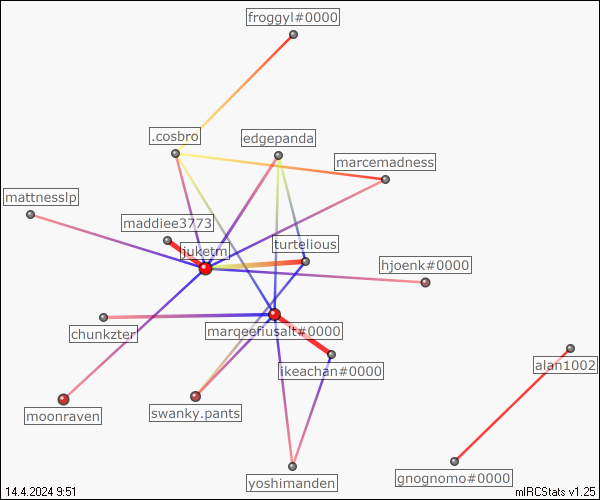 froggyl#0000
.cosbro
edgepanda
marcemadness
mattnesslp
maddiee3773
juketm
turtelious
hjoenk#0000
chunkzter
marqeefiusalt#0000
ikeachan#0000
alan1002
moonraven
swanky.pants
yoshimanden
gnognomo#0000
14.4.2024 9:51
mIRCStats v1.25